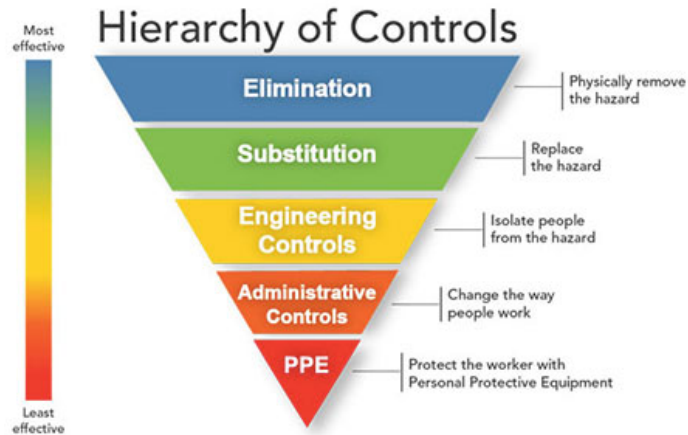 Hierarchy of Controls
Most
effective
Elimination
Physically remove
the hazard
Substitution
Replace
the hazard
Engineering
Controls
Isolate people
from the hazard
Administrative
Controls
Change the way
people work
PPE
Protect the worker with
Personal Protective Equipment
Least
effective